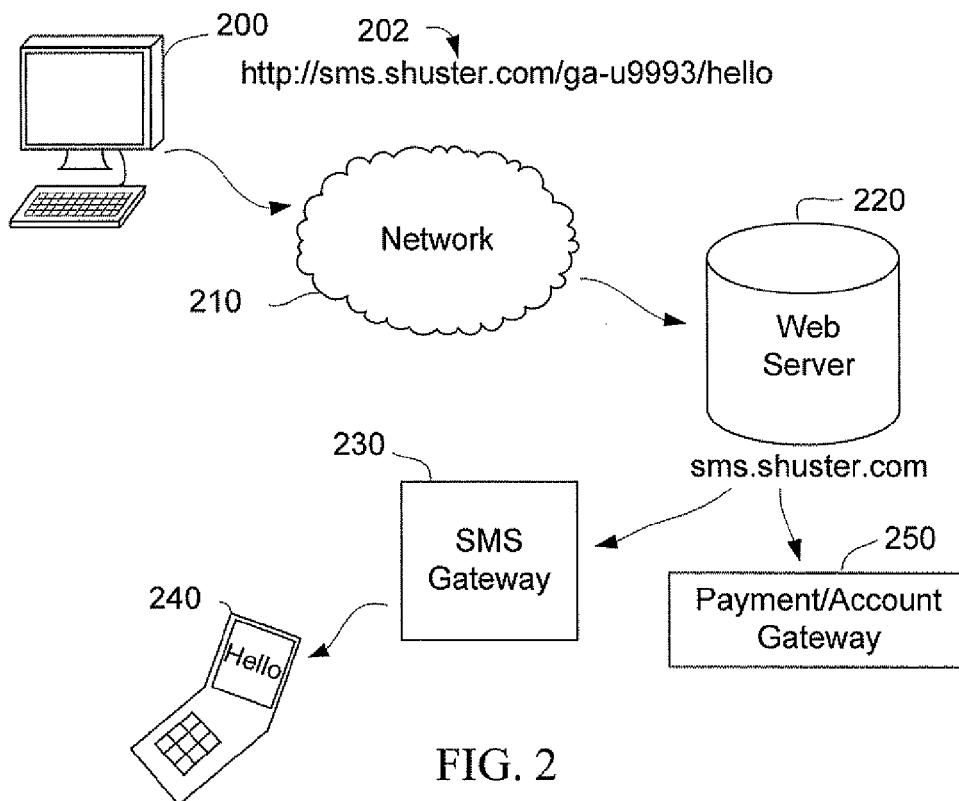 200
202
http://sms.shuster.com/ga-u9993/hello
Network
210
220
Web
Server
sms.shuster.com
230
SMS
Gateway
250
Payment/Account
Gateway
240
Hello
FIG. 2